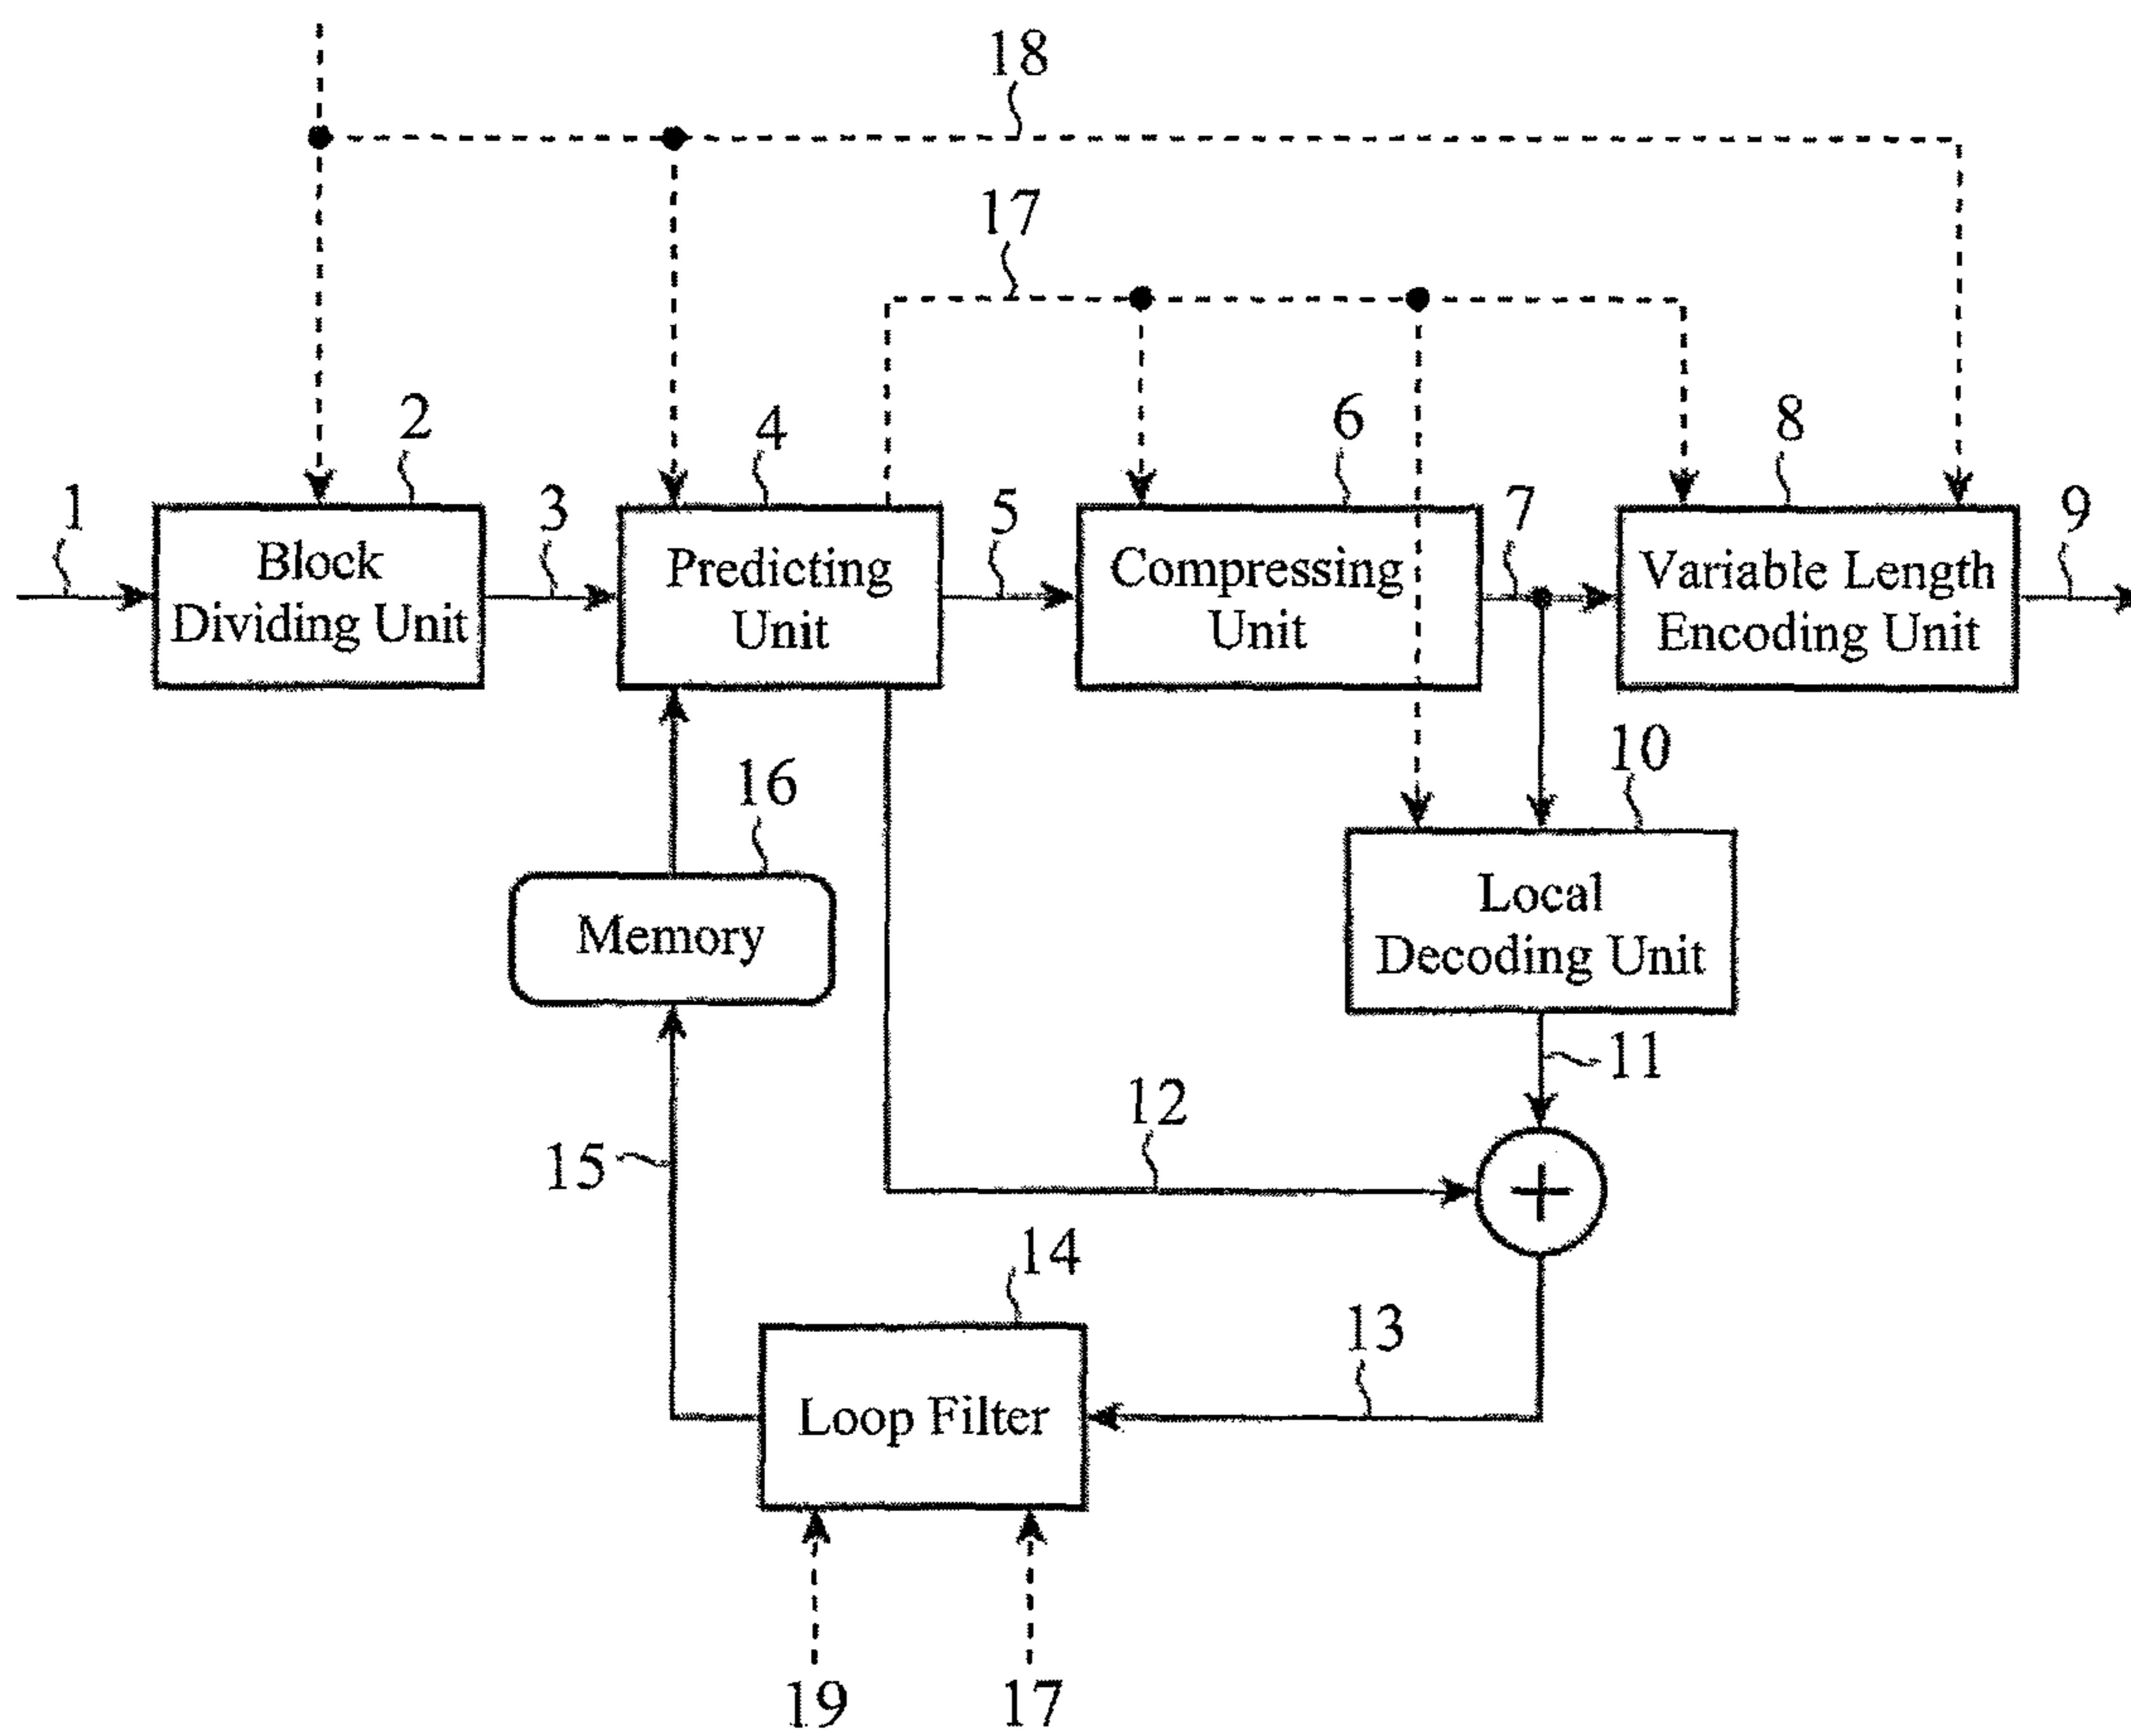 18
17
2
4
6
8
1
3
5
7
9
Block
Dividing Unit
Predicting
Unit
Compressing
Unit
Variable Length
Encoding Unit
10
16
Memory
Local
Decoding Unit
11
12
15
14
13
Loop Filter
19
17